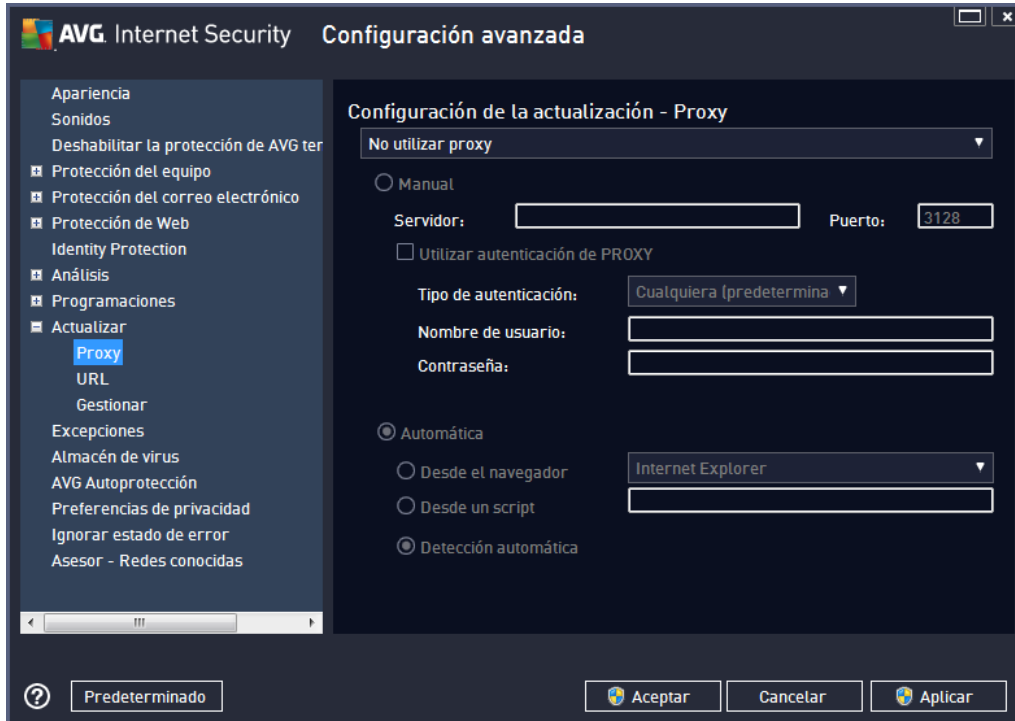 AVG. Internet Security Configuración avanzada
Apariencia
Sonidos
Deshabilitar la protección de AVG ter
Protección del equipo
Protección del correo electrónico
Protección de Web
Identity Protection
Análisis
Programaciones
Actualizar
Proxy
URL
Gestionar
Excepciones
Almacén de virus
AVG Autoprotección
Preferencias de privacidad
Ignorar estado de error
Asesor - Redes conocidas
Configuración de la actualización - Proxy
No utilizar proxy
Manual
Servidor: Puerto: 3128
Utilizar autenticación de PROXY
Tipo de autenticación: Cualquiera (predetermina
Nombre de usuario:
Contraseña:
Automática
Desde el navegador Internet Explorer
Desde un script
Detección automática
Predeterminado Aceptar Cancelar Aplicar